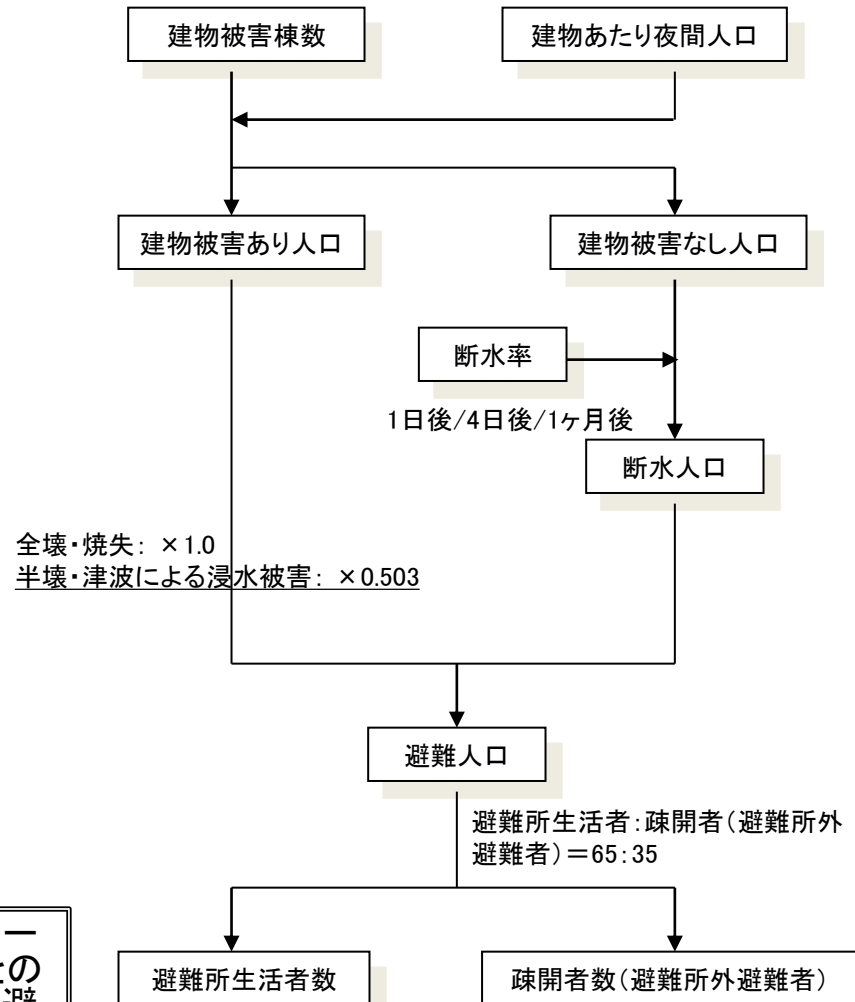 建物被害棟数
建物あたり夜間人口
建物被害あり人口
建物被害なし人口
断水率
1日後/4日後/1ヶ月後
断水人口
全壊・焼失: ×1.0
半壊・津波による浸水被害: ×0.503
避難人口
避難所生活者:疎開者(避難所外
避難者)=65:35
避難所生活者数
疎開者数(避難所外避難者)
ー
の
避